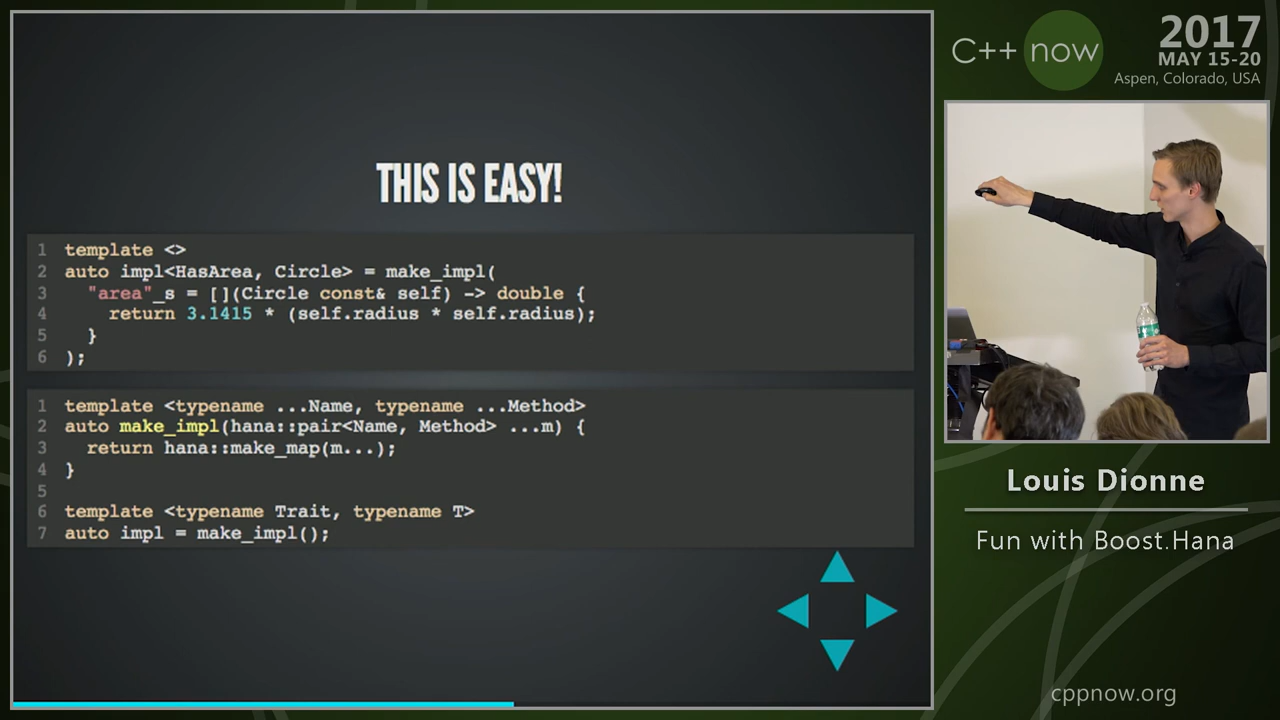 THIS IS EASY!
1 template <>
2 auto impl<HasArea, Circle> = make_impl(
3 "area"_s = [](Circle const& self) -> double {
4 return 3.1415 * (self.radius * self.radius);
5 }
6 );
1 template <typename ...Name, typename ...Method>
2 auto make_impl(hana::pair<Name, Method> ...m) {
3 return hana::make_map(m...);
4 }
5
6 template <typename Trait, typename T>
7 auto impl = make_impl();
C++ now
2017
MAY 15-20
Aspen, Colorado, USA
Louis Dionne
Fun with Boost.Hana
cppnow.org